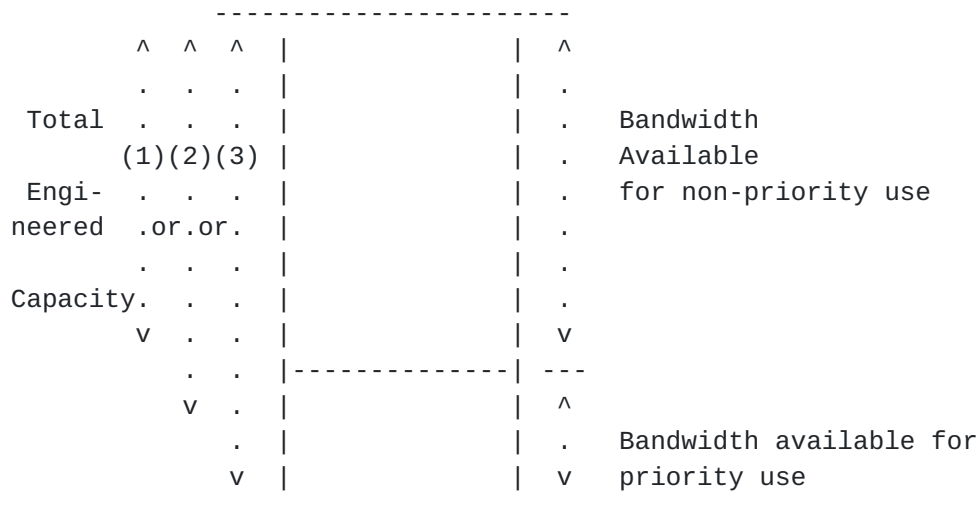 -----------------------
        ^  ^  ^  |              |  ^
        .  .  .  |              |  .
 Total  .  .  .  |              |  .   Bandwidth
       (1)(2)(3) |              |  .   Available
 Engi-  .  .  .  |              |  .   for non-priority use
neered  .or.or.  |              |  .
        .  .  .  |              |  .
Capacity.  .  .  |              |  .
        v  .  .  |              |  v
           .  .  |--------------| ---
           v  .  |              |  ^
              .  |              |  .   Bandwidth available for
              v  |              |  v   priority use